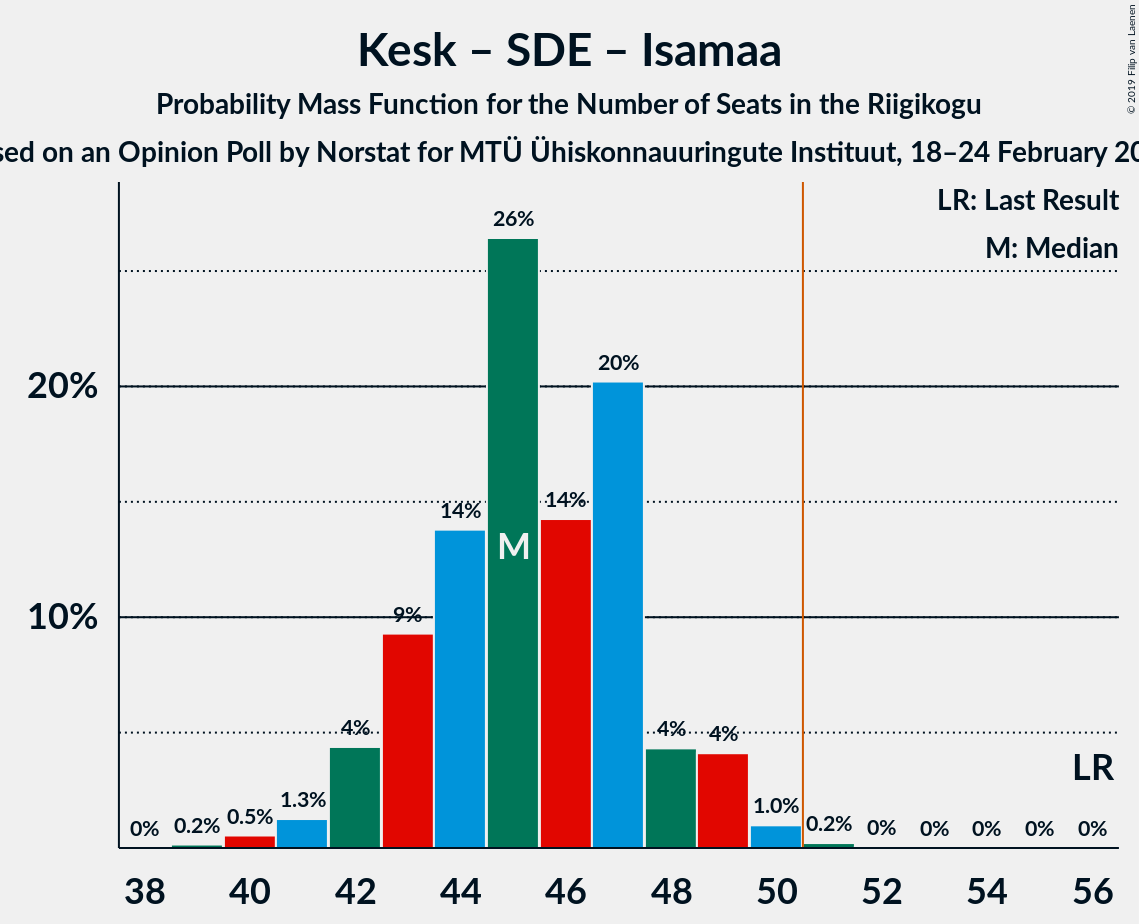 © 2019 Filip van Laenen
Kesk – SDE – Isamaa
Probability Mass Function for the Number of Seats in the Riigikogu
on an Opinion Poll by Norstat for MTÜ Ühiskonnauuringute Instituut, 18–24 February
LR: Last Result
M: Median
26%
20%
20%
14%
14%
M
10%
9%
4%
4%
4%
LR
0% 0.2% 0.5% 1.3% 1.0% 0.2% 0% 0% 0% 0% 0%
38 40 42 44 46 48 50 52 54 56